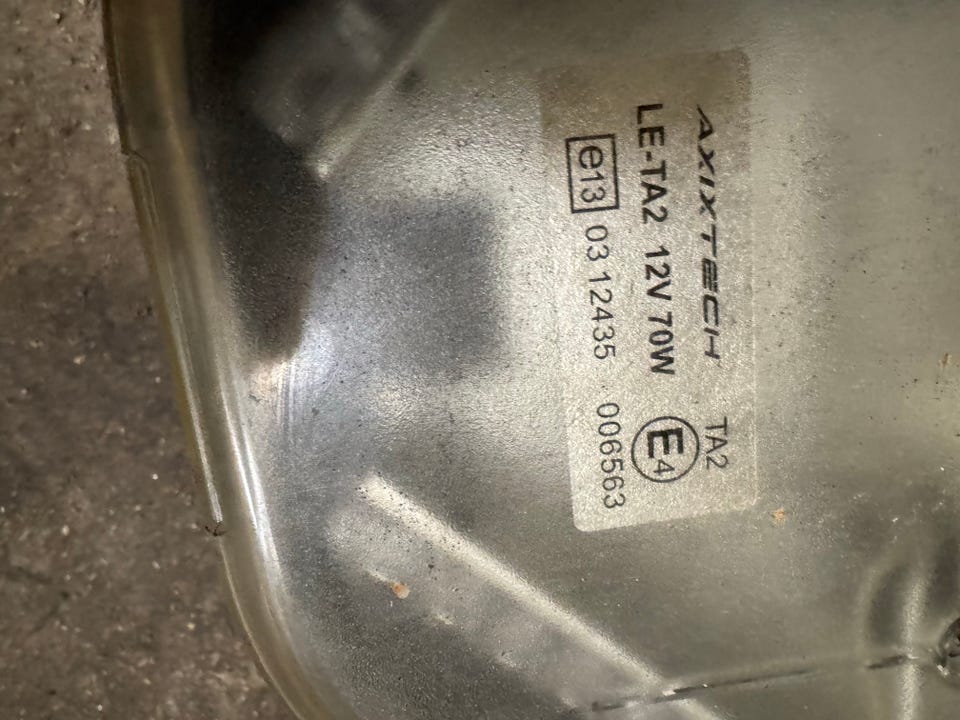 AXIXTECH TA2
LE-TA2 12V 70W E4
e13 03 12435 006563